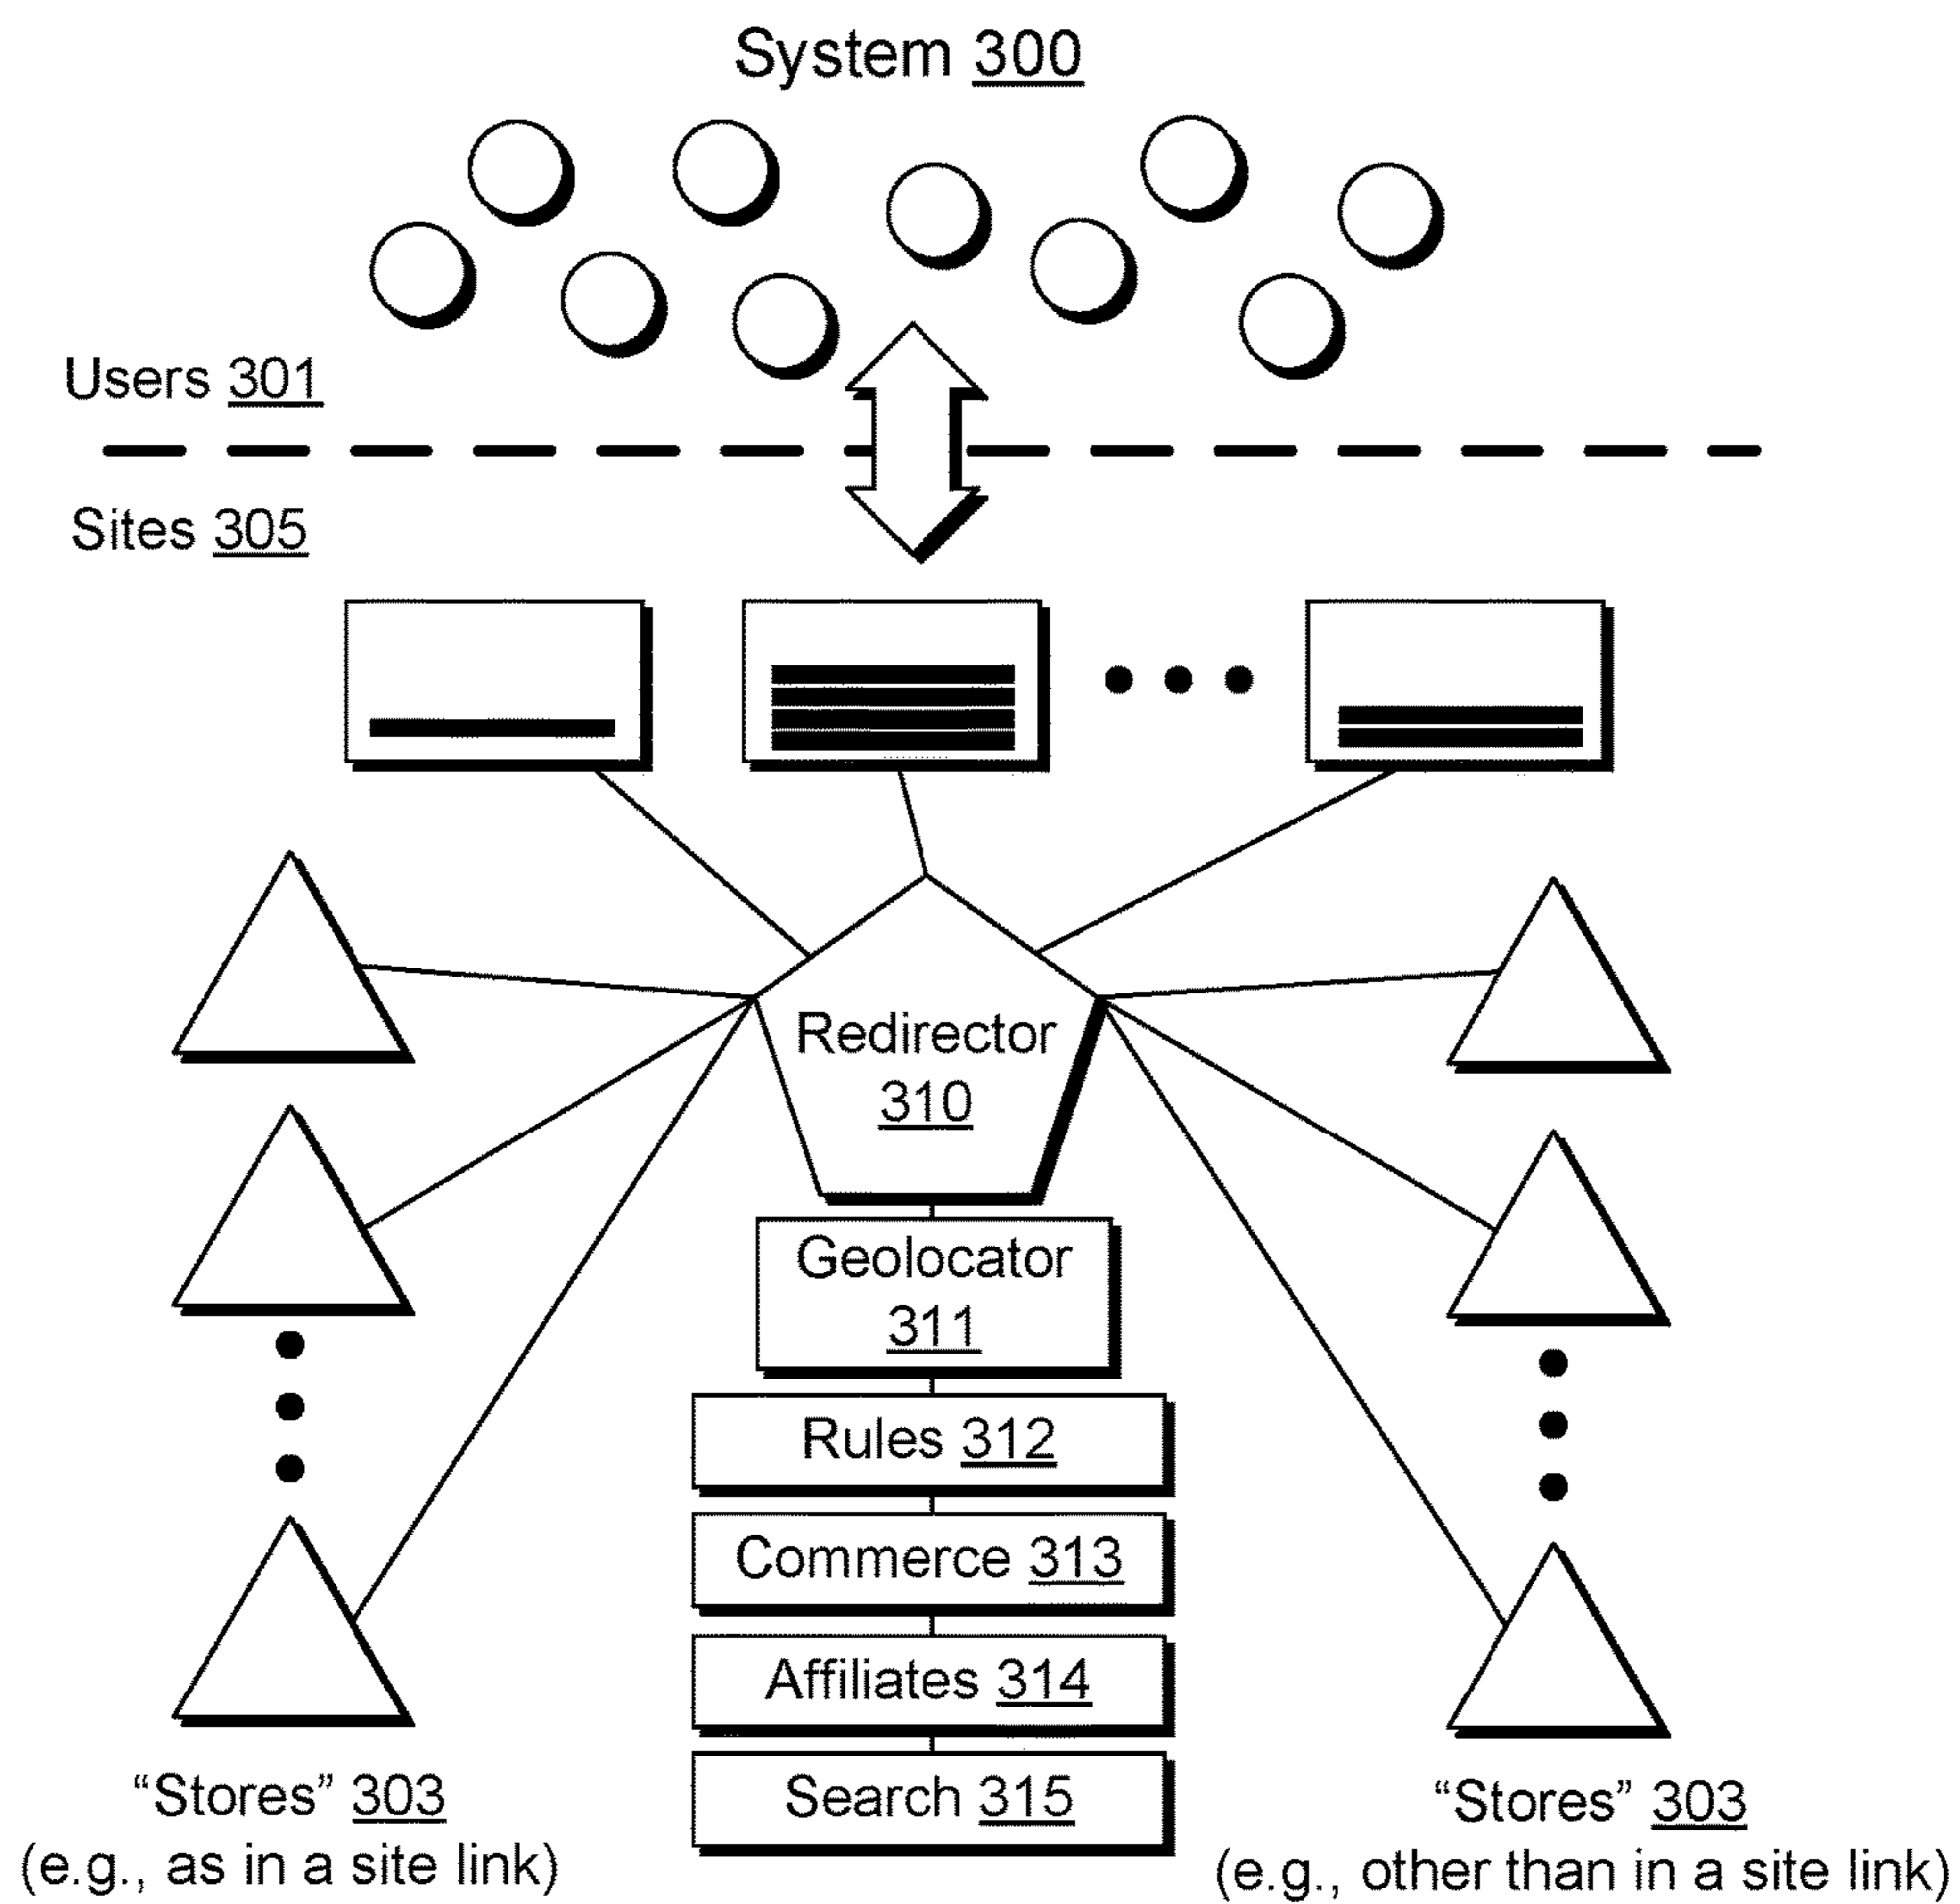 System 300
Users 301
Sites 305
Redirector
310
Geolocator
311
Rules 312
Commerce 313
Affiliates 314
Search 315
“Stores” 303
(e.g., as in a site link)
“Stores” 303
(e.g., other than in a site link)